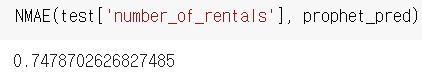 NMAE(test['number_of_rentals'], prophet_pred)
0.7478702626827485